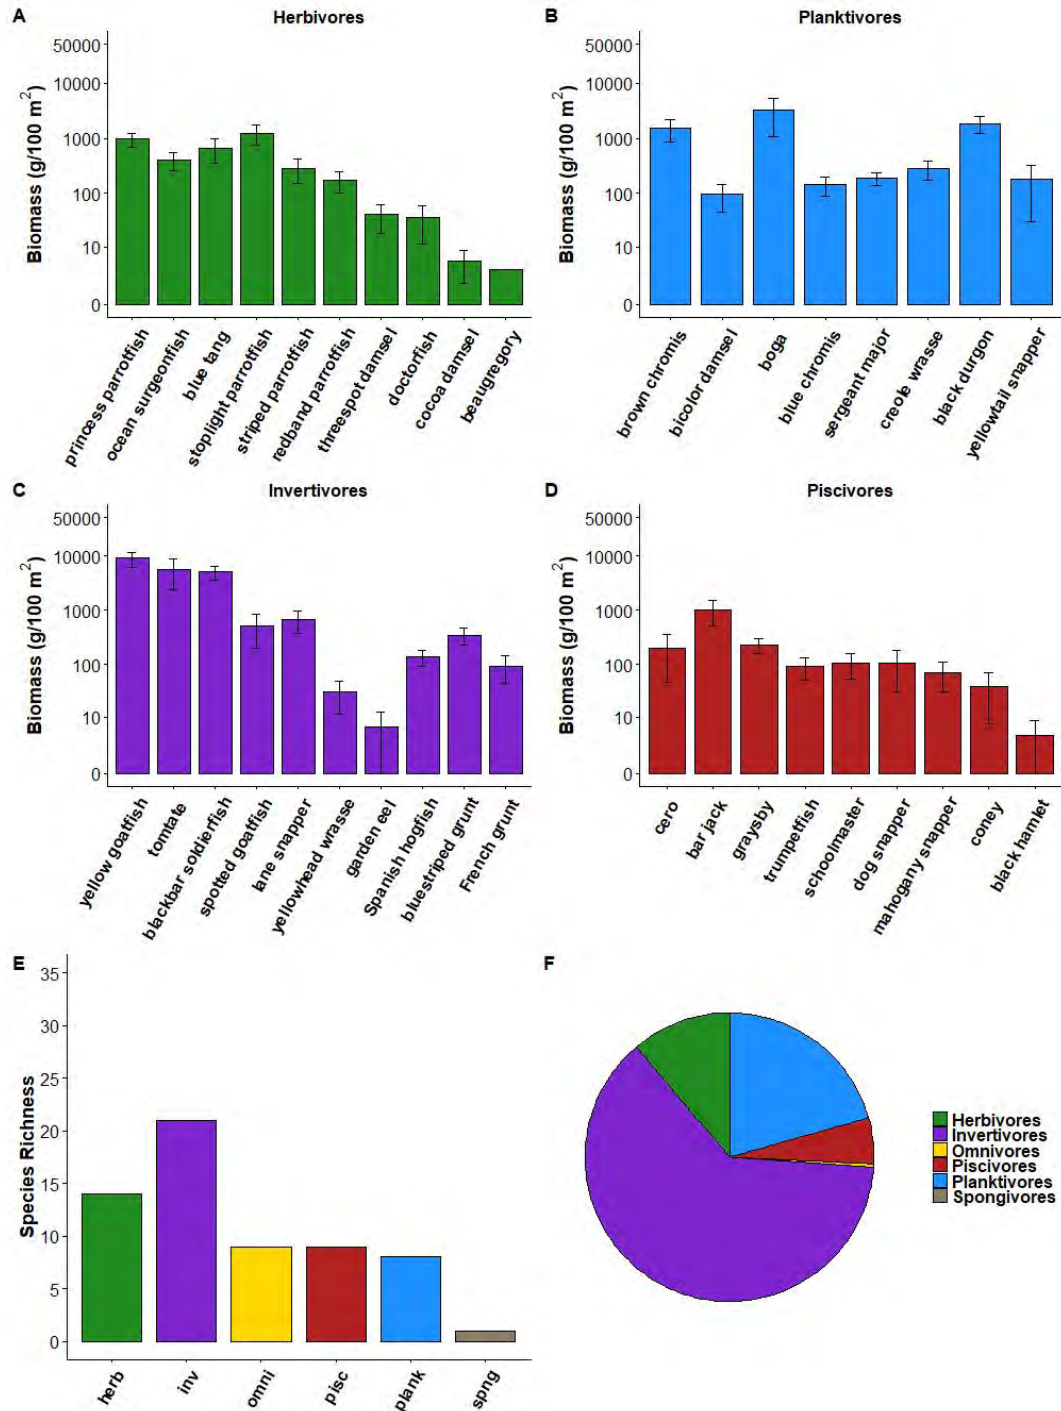 A
Herbivores
Biomass (g/100 m²)
50000
10000
1000
100
10
0
princess parrotfish
ocean surgeonfish
blue tang
stoplight parrotfish
striped parrotfish
redband parrotfish
threespot damsel
doctorfish
cocoa damsel
beaugregory
B
Planktivores
Biomass (g/100 m²)
50000
10000
1000
100
10
0
brown chromis
bicolor damsel
boga
blue chromis
sergeant major
creole wrasse
black durgon
yellowtail snapper
C
Invertivores
Biomass (g/100 m²)
50000
10000
1000
100
10
0
yellow goatfish
tomtate
blackbar soldierfish
spotted goatfish
lane snapper
yellowhead wrasse
garden eel
Spanish hogfish
bluestriped grunt
French grunt
D
Piscivores
Biomass (g/100 m²)
50000
10000
1000
100
10
0
cero
bar jack
graysby
trumpetfish
schoolmaster
dog snapper
mahogany snapper
coney
black hamlet
E
Species Richness
35
30
25
20
15
10
5
0
herb
inv
omni
pisc
plank
spng
F
Herbivores
Invertivores
Omnivores
Piscivores
Planktivores
Spongivores